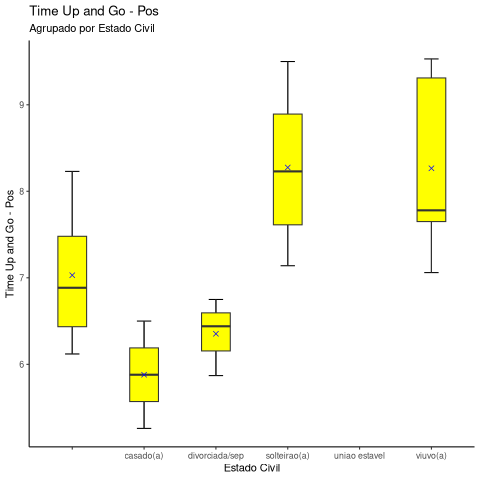 Time Up and Go - Pos
Agrupado por Estado Civil
Time Up and Go - Pos
9
8
7
6
casado(a) divorciada/sep solteirao(a) uniao estavel viuvo(a)
Estado Civil